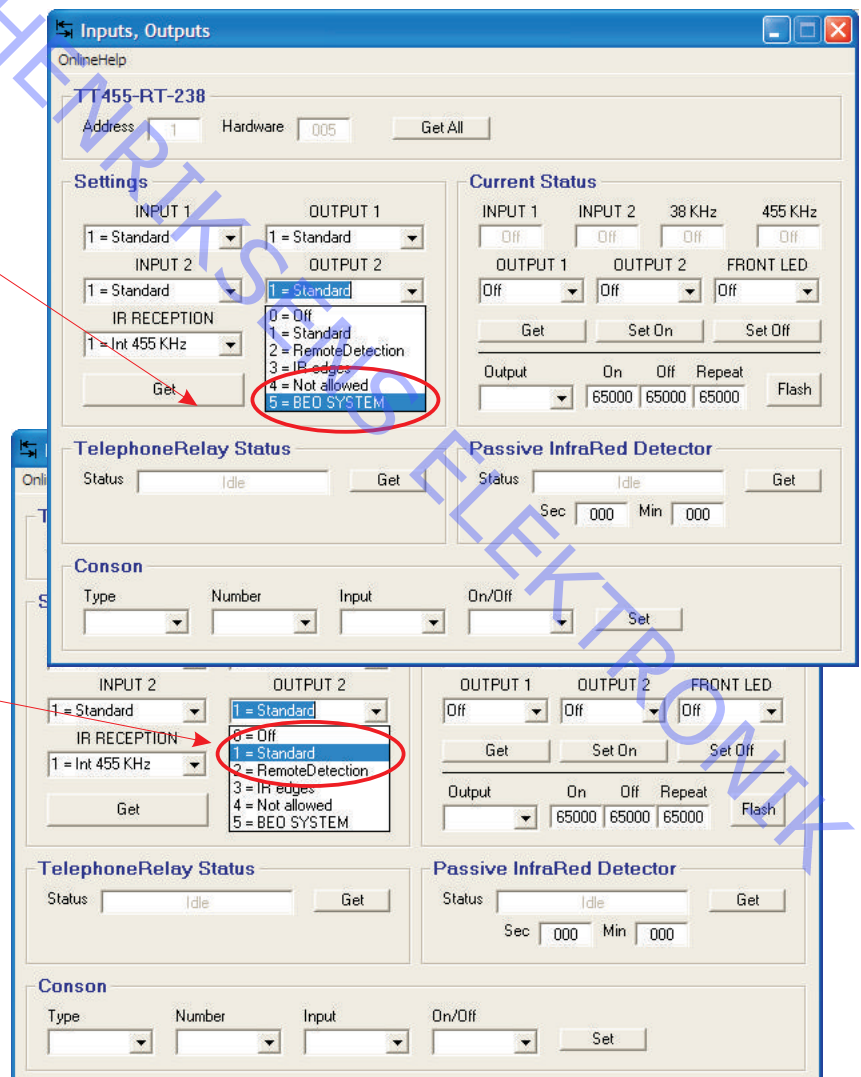 Inputs, Outputs
OnlineHelp
TT455-RT-238
Address 1 Hardware 005 Get All
Settings
INPUT 1 OUTPUT 1
1 = Standard 1 = Standard
INPUT 2 OUTPUT 2
1 = Standard 1 = Standard
IR RECEPTION
1 = Int 455 KHz
Get
0 = Off
1 = Standard
2 = RemoteDetection
3 = IR edges
4 = Not allowed
5 = BEO SYSTEM
Current Status
INPUT 1 INPUT 2 38 KHz 455 KHz
Off Off Off Off
OUTPUT 1 OUTPUT 2 FRONT LED
Off Off Off
Get Set On Set Off
Output On Off Repeat
65000 65000 65000 Flash
TelephoneRelay Status
Status Idle Get
Passive InfraRed Detector
Status Idle Get
Sec 000 Min 000
Conson
Type Number Input On/Off
Set
Onli
T
S
INPUT 2 OUTPUT 2
1 = Standard 1 = Standard
IR RECEPTION
1 = Int 455 KHz
Get
0 = Off
1 = Standard
2 = RemoteDetection
3 = IR edges
4 = Not allowed
5 = BEO SYSTEM
OUTPUT 1 OUTPUT 2 FRONT LED
Off Off Off
Get Set On Set Off
Output On Off Repeat
65000 65000 65000 Flash
TelephoneRelay Status
Status Idle Get
Passive InfraRed Detector
Status Idle Get
Sec 000 Min 000
Conson
Type Number Input On/Off
Set
HENRIKSENS ELEKTRONIK